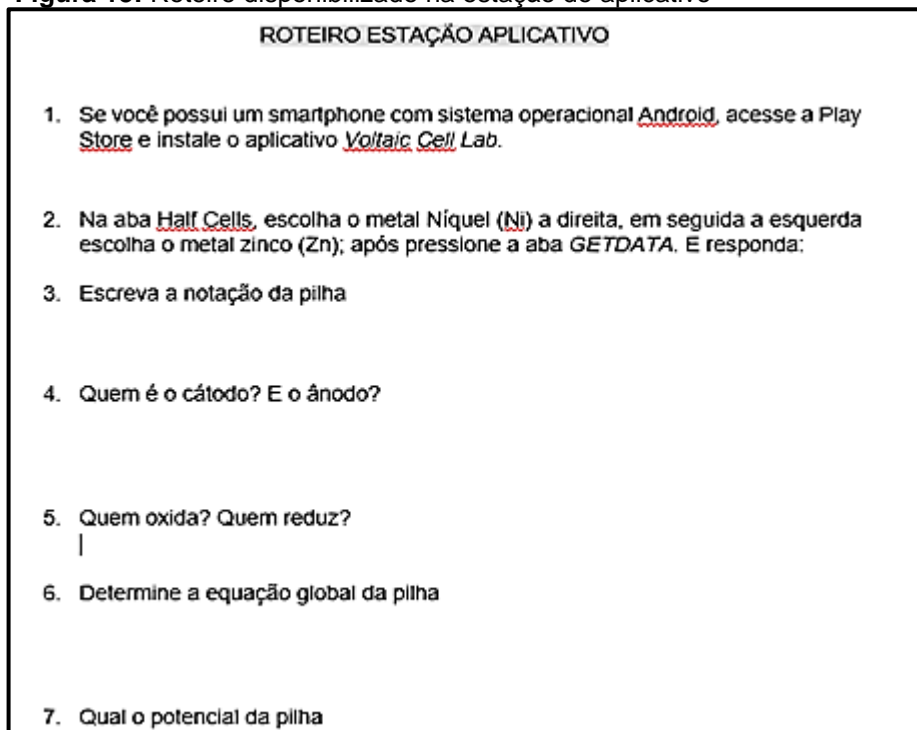 Figura 18: Roteiro disponibilizado na estação do aplicativo
ROTEIRO ESTAÇÃO APLICATIVO
1. Se você possui um smartphone com sistema operacional Android, acesse a Play
Store e instale o aplicativo Voltaic Cell Lab.
2. Na aba Half Cells, escolha o metal Níquel (Ni) a direita, em seguida a esquerda
escolha o metal zinco (Zn); após pressione a aba GETDATA. E responda:
3. Escreva a notação da pilha
4. Quem é o cátodo? E o ânodo?
5. Quem oxida? Quem reduz?
6. Determine a equação global da pilha
7. Qual o potencial da pilha